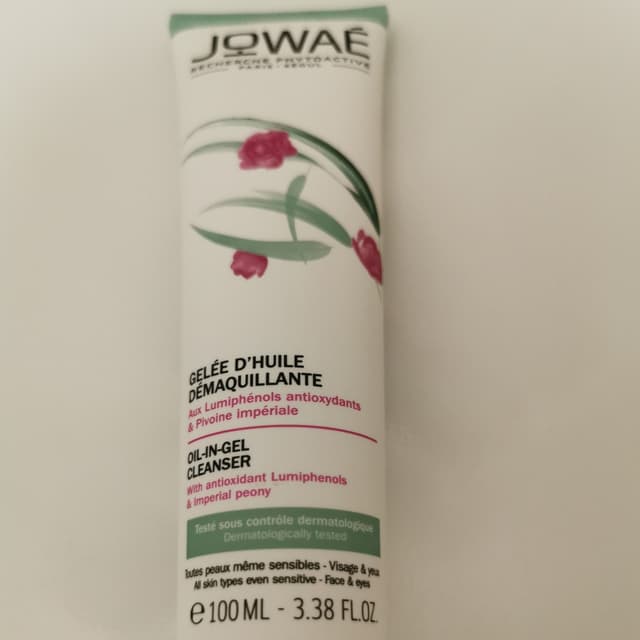 JOWAÉ
RECHERCHE PHYTOACTIVE
PARIS - SÉOUL
GELÉE D'HUILE
DÉMAQUILLANTE
Aux Lumiphénols antioxydants
& Pivoine impériale
OIL-IN-GEL
CLEANSER
With antioxidant Lumiphenols
& Imperial peony
Testé sous contrôle dermatologique
Dermatologically tested
Toutes peaux même sensibles - Visage & yeux
All skin types even sensitive - Face & eyes
e 100 ML - 3.38 FL.OZ.